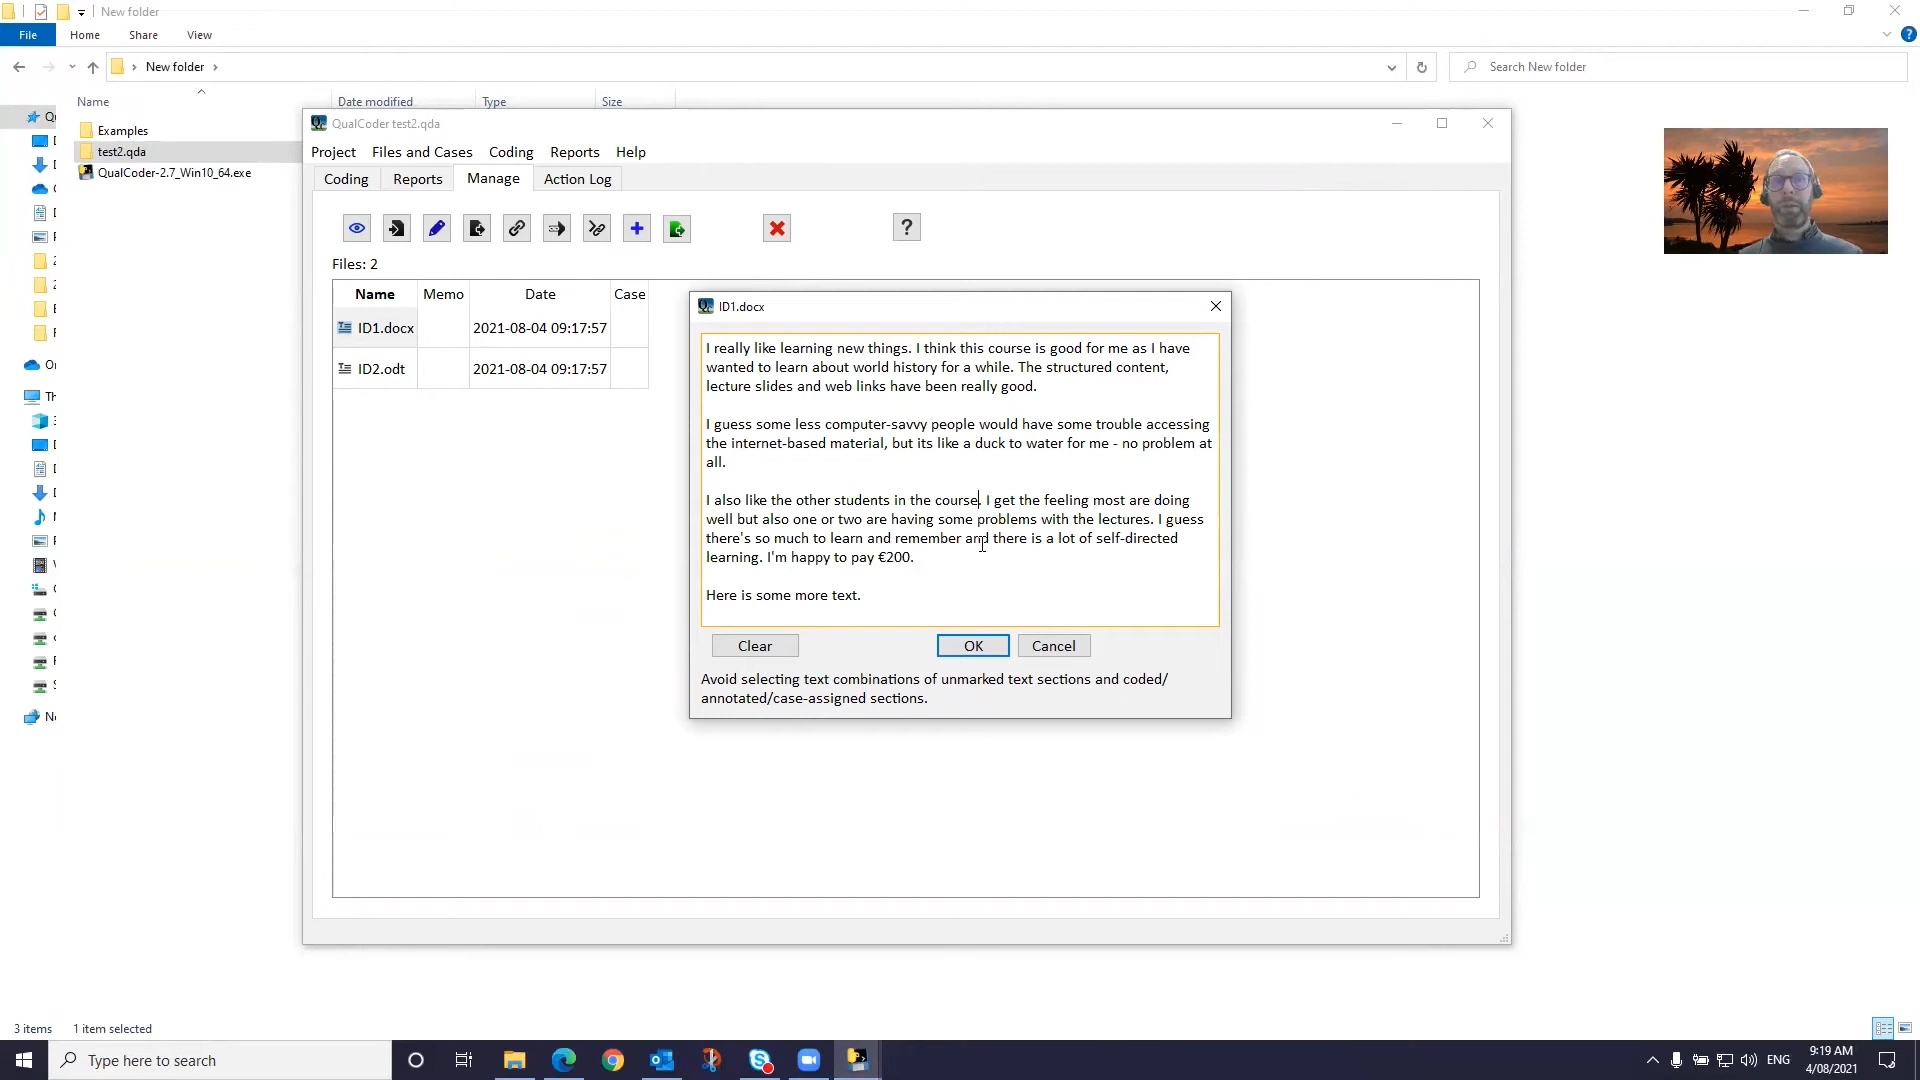 New folder
File Home Share View
New folder
Search New folder
Name Date modified Type Size
Examples
test2.qda
QualCoder-2.7_Win10_64.exe
QualCoder test2.qda
Project Files and Cases Coding Reports Help
Coding Reports Manage Action Log
?
Files: 2
Name Memo Date Case
ID1.docx 2021-08-04 09:17:57
ID2.odt 2021-08-04 09:17:57
ID1.docx
I really like learning new things. I think this course is good for me as I have
wanted to learn about world history for a while. The structured content,
lecture slides and web links have been really good.
I guess some less computer-savvy people would have some trouble accessing
the internet-based material, but its like a duck to water for me - no problem at
all.
I also like the other students in the course. I get the feeling most are doing
well but also one or two are having some problems with the lectures. I guess
there's so much to learn and remember and there is a lot of self-directed
learning. I'm happy to pay €200.
Here is some more text.
Clear OK Cancel
Avoid selecting text combinations of unmarked text sections and coded/
annotated/case-assigned sections.
3 items 1 item selected
Type here to search
ENG
9:19 AM
4/08/2021